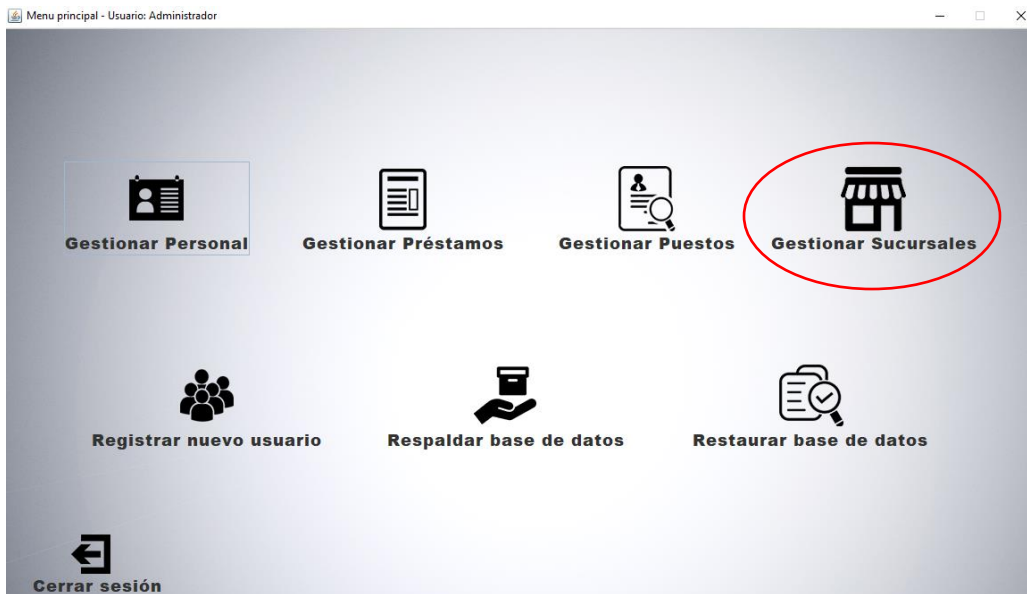 Menu principal - Usuario: Administrador
Gestionar Personal
Gestionar Préstamos
Gestionar Puestos
Gestionar Sucursales
Registrar nuevo usuario
Respaldar base de datos
Restaurar base de datos
Cerrar sesión